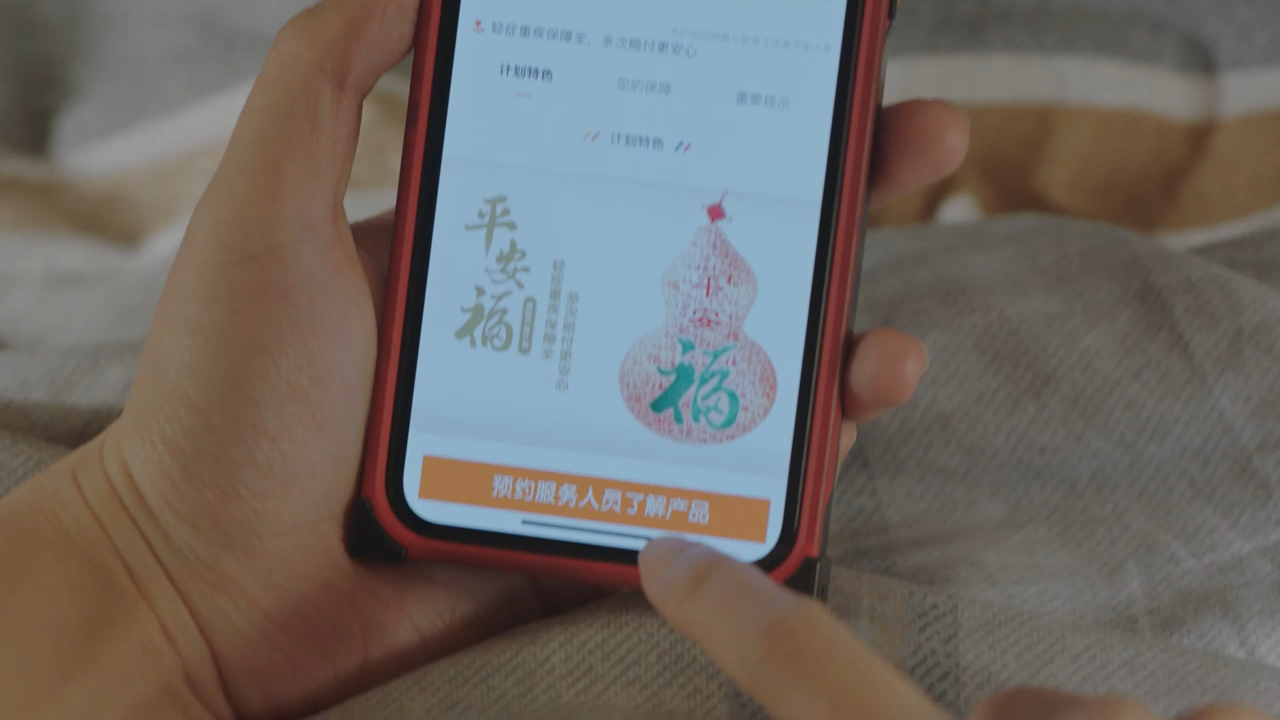 轻症重疾保障全,多次赔付更安心
计划特色
您的保障
重要提示
计划特色
平安福
轻症重疾保障全
多次赔付更安心
平安福
预约服务人员了解产品